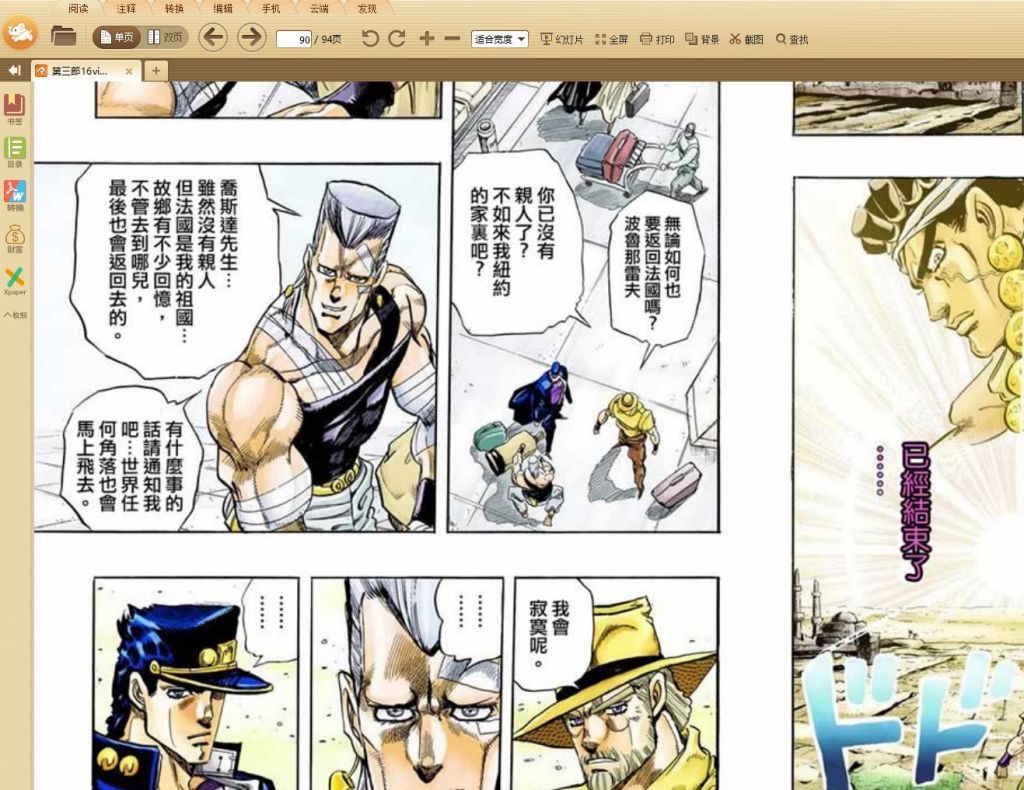 阅读
注释
转换
编辑
手机
云端
发现
单页
双页
90 / 94页
适合宽度
幻灯片
全屏
打印
背景
截图
查找
第三部16vi...
书签
目录
转换
财富
Xpaper
收起
無論如何也
要返回法國嗎?
波魯那雷夫
你已沒有
親人了?
不如來我紐約
的家裏吧?
喬斯達先生…
雖然沒有親人
但法國是我的祖國…
故鄉有不少回憶，
不管去到哪兒，
最後也會返回去的。
有什麼事的
話請通知我
吧…世界任
何角落也會
馬上飛去。
我會
寂寞呢。
………
………
已經結束了
……
ドド